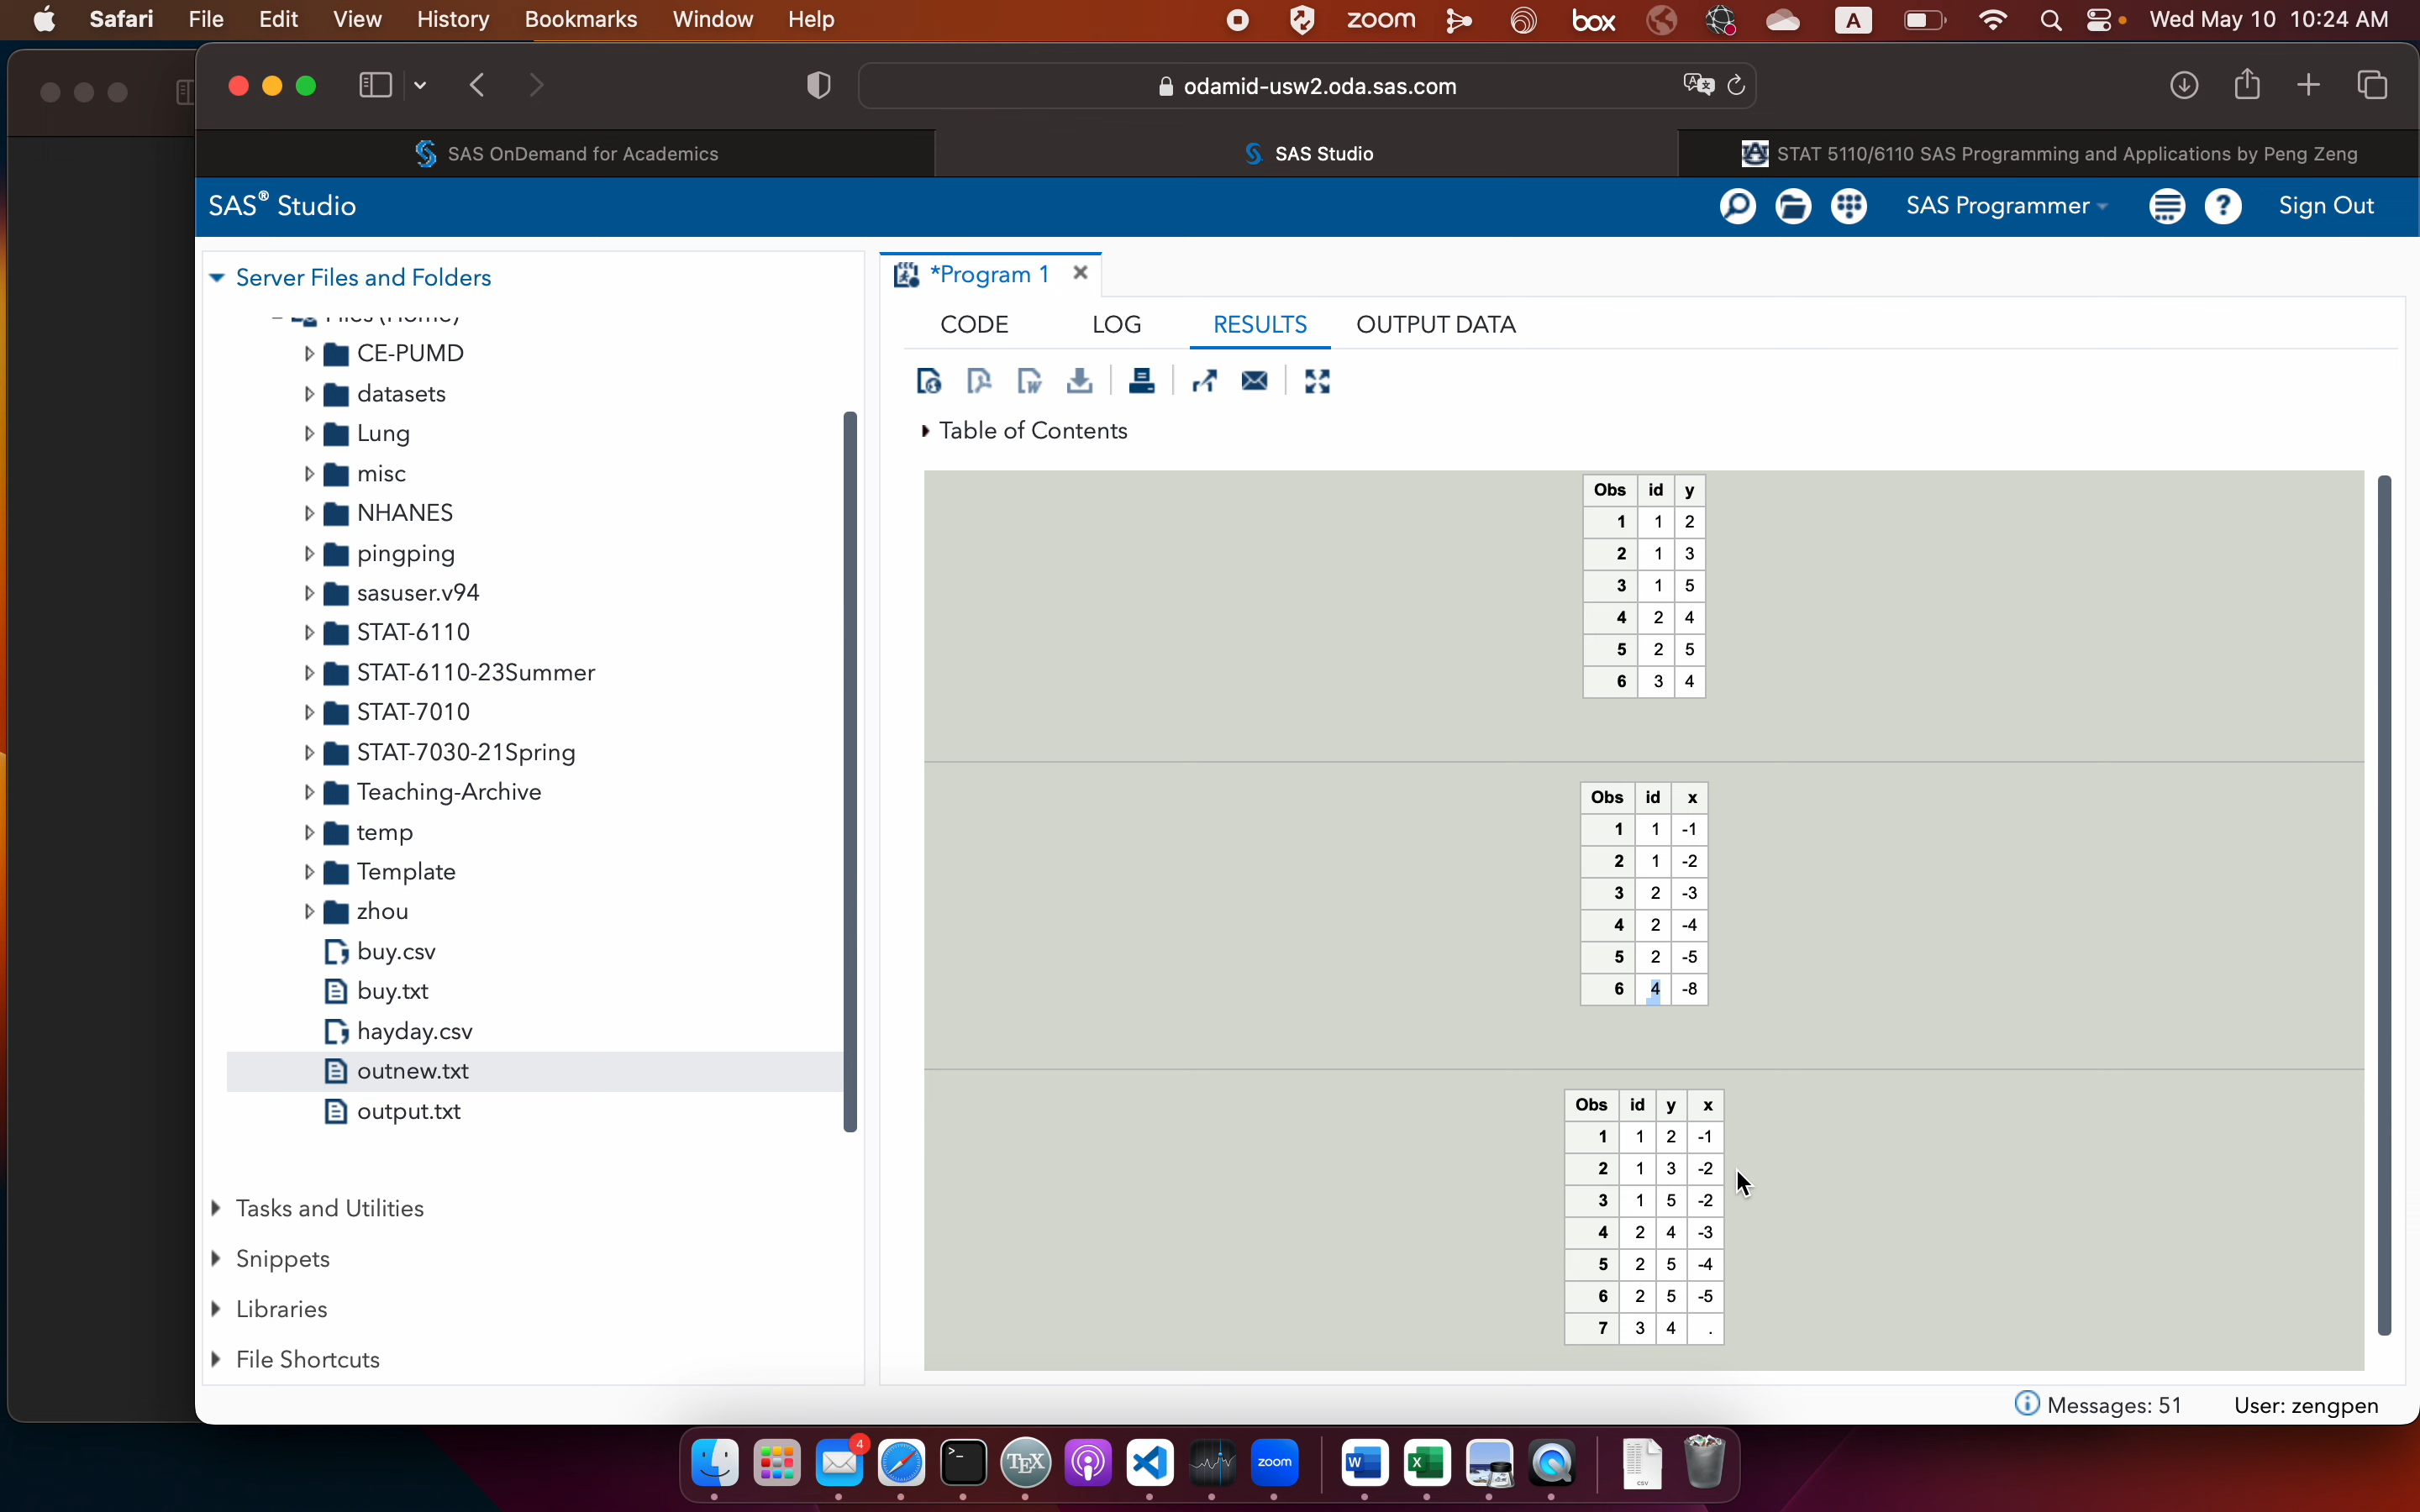 Safari File Edit View History Bookmarks Window Help zoom box A Wed May 10 10:24 AM
odamid-usw2.oda.sas.com
SAS OnDemand for Academics
SAS Studio
STAT 5110/6110 SAS Programming and Applications by Peng Zeng
SAS® Studio
SAS Programmer
?
Sign Out
Server Files and Folders
CE-PUMD
datasets
Lung
misc
NHANES
pingping
sasuser.v94
STAT-6110
STAT-6110-23Summer
STAT-7010
STAT-7030-21Spring
Teaching-Archive
temp
Template
zhou
buy.csv
buy.txt
hayday.csv
outnew.txt
output.txt
Tasks and Utilities
Snippets
Libraries
File Shortcuts
*Program 1
CODE LOG RESULTS OUTPUT DATA
Table of Contents
Obs id y
1 1 2
2 1 3
3 1 5
4 2 4
5 2 5
6 3 4
Obs id x
1 1 -1
2 1 -2
3 2 -3
4 2 -4
5 2 -5
6 4 -8
Obs id y x
1 1 2 -1
2 1 3 -2
3 1 5 -2
4 2 4 -3
5 2 5 -4
6 2 5 -5
7 3 4 .
Messages: 51
User: zengpen
4
TEX
zoom
W
X
CSV